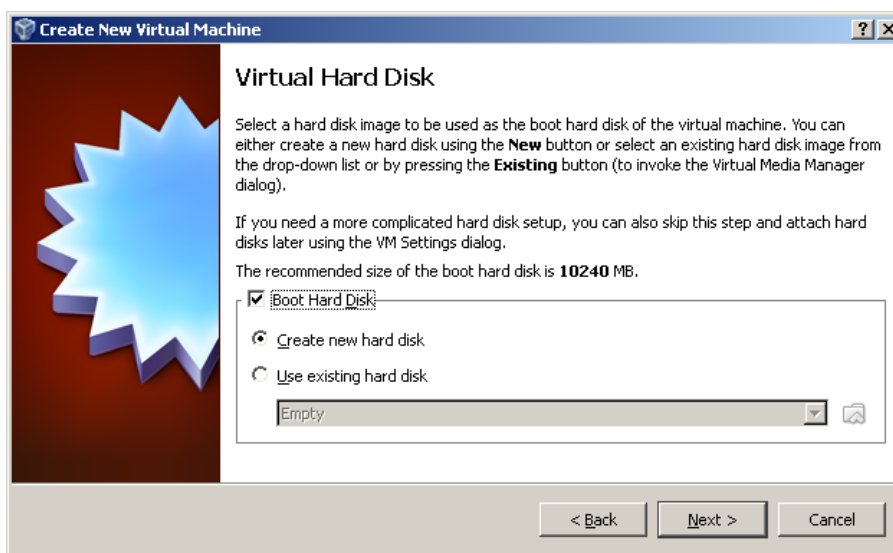 Create New Virtual Machine
?
Virtual Hard Disk
Select a hard disk image to be used as the boot hard disk of the virtual machine. You can
either create a new hard disk using the New button or select an existing hard disk image from
the drop-down list or by pressing the Existing button (to invoke the Virtual Media Manager
dialog).
If you need a more complicated hard disk setup, you can also skip this step and attach hard
disks later using the VM Settings dialog.
The recommended size of the boot hard disk is 10240 MB.
Boot Hard Disk
Create new hard disk
Use existing hard disk
Empty
< Back
Next >
Cancel